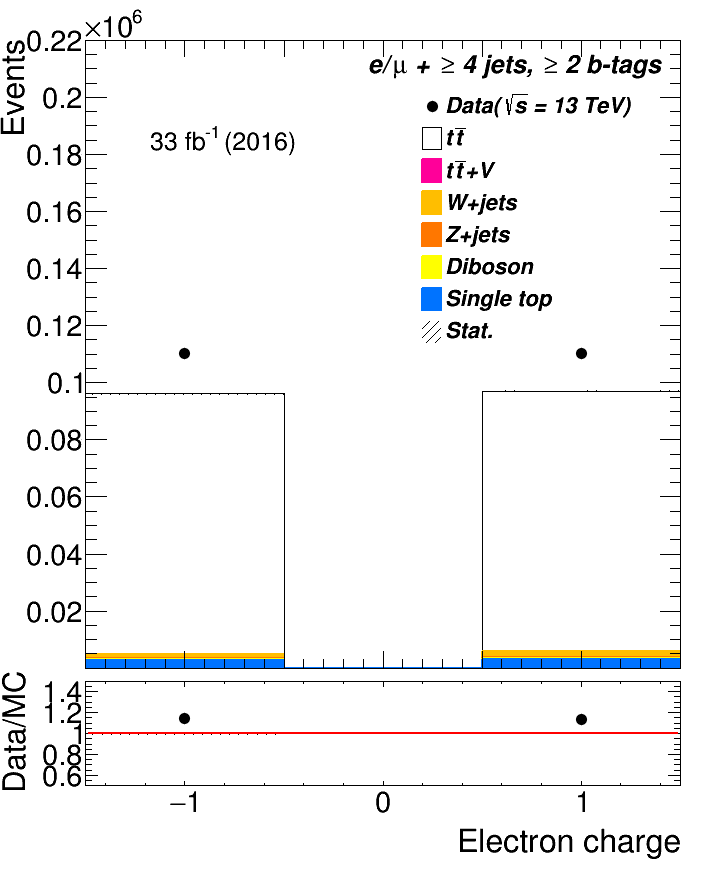 ×10⁶
Events
0.22
0.2
0.18
0.16
0.14
0.12
0.1
0.08
0.06
0.04
0.02
e/μ + ≥ 4 jets, ≥ 2 b-tags
33 fb⁻¹ (2016)
Data(√s = 13 TeV)
tt̅
tt̅+V
W+jets
Z+jets
Diboson
Single top
Stat.
Data/MC
1.4
1.2
1
0.8
0.6
−1 0 1
Electron charge